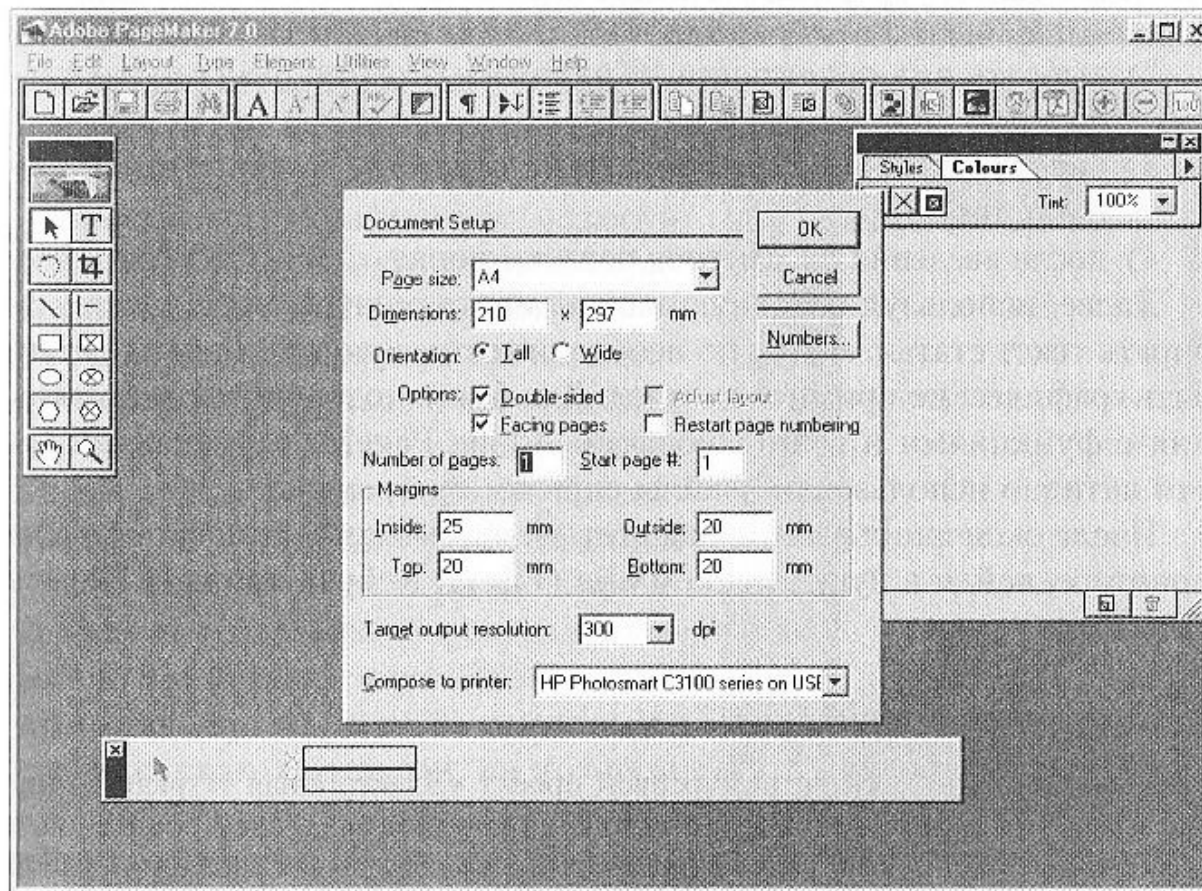 Adobe PageMaker 7.0
File Edit Layout Type Element Utilities View Window Help
Styles Colours
Tint: 100%
Document Setup
OK
Page size: A4
Cancel
Dimensions: 210 x 297 mm
Numbers...
Orientation: Tall Wide
Options: Double-sided Adjust layout
Facing pages Restart page numbering
Number of pages: 1 Start page #: 1
Margins
Inside: 25 mm Outside: 20 mm
Top: 20 mm Bottom: 20 mm
Target output resolution: 300 dpi
Compose to printer: HP Photosmart C3100 series on USB